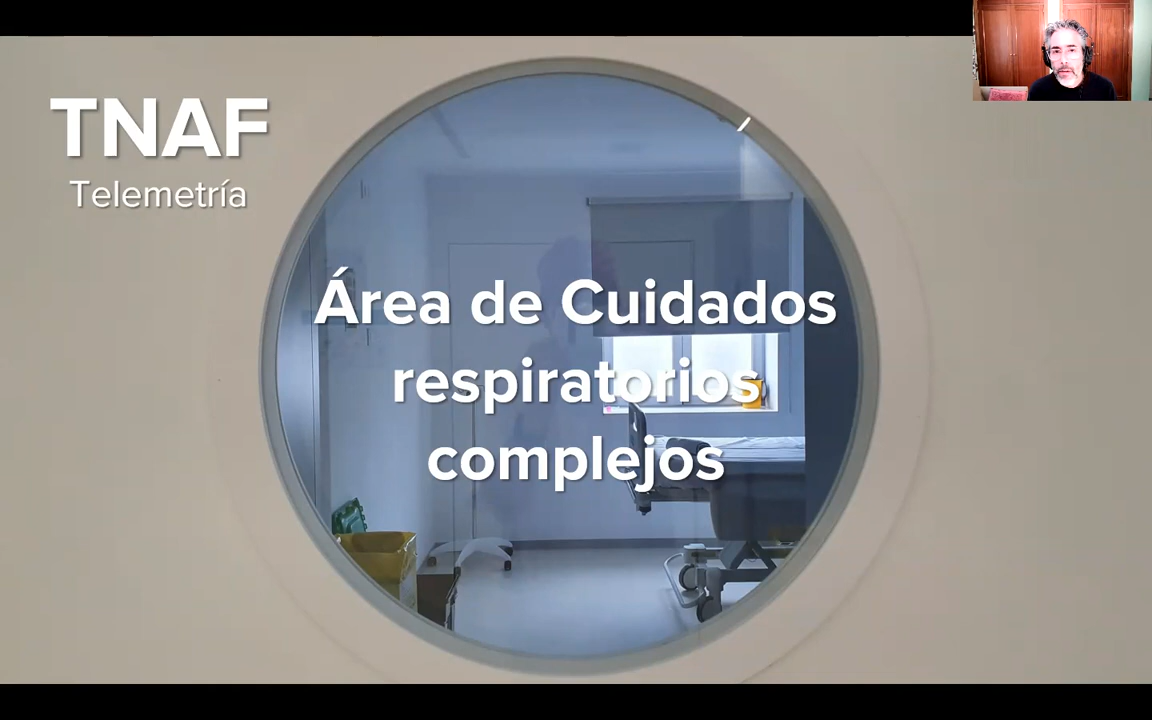 TNAF
Telemetría
Área de Cuidados
respiratorios
complejos